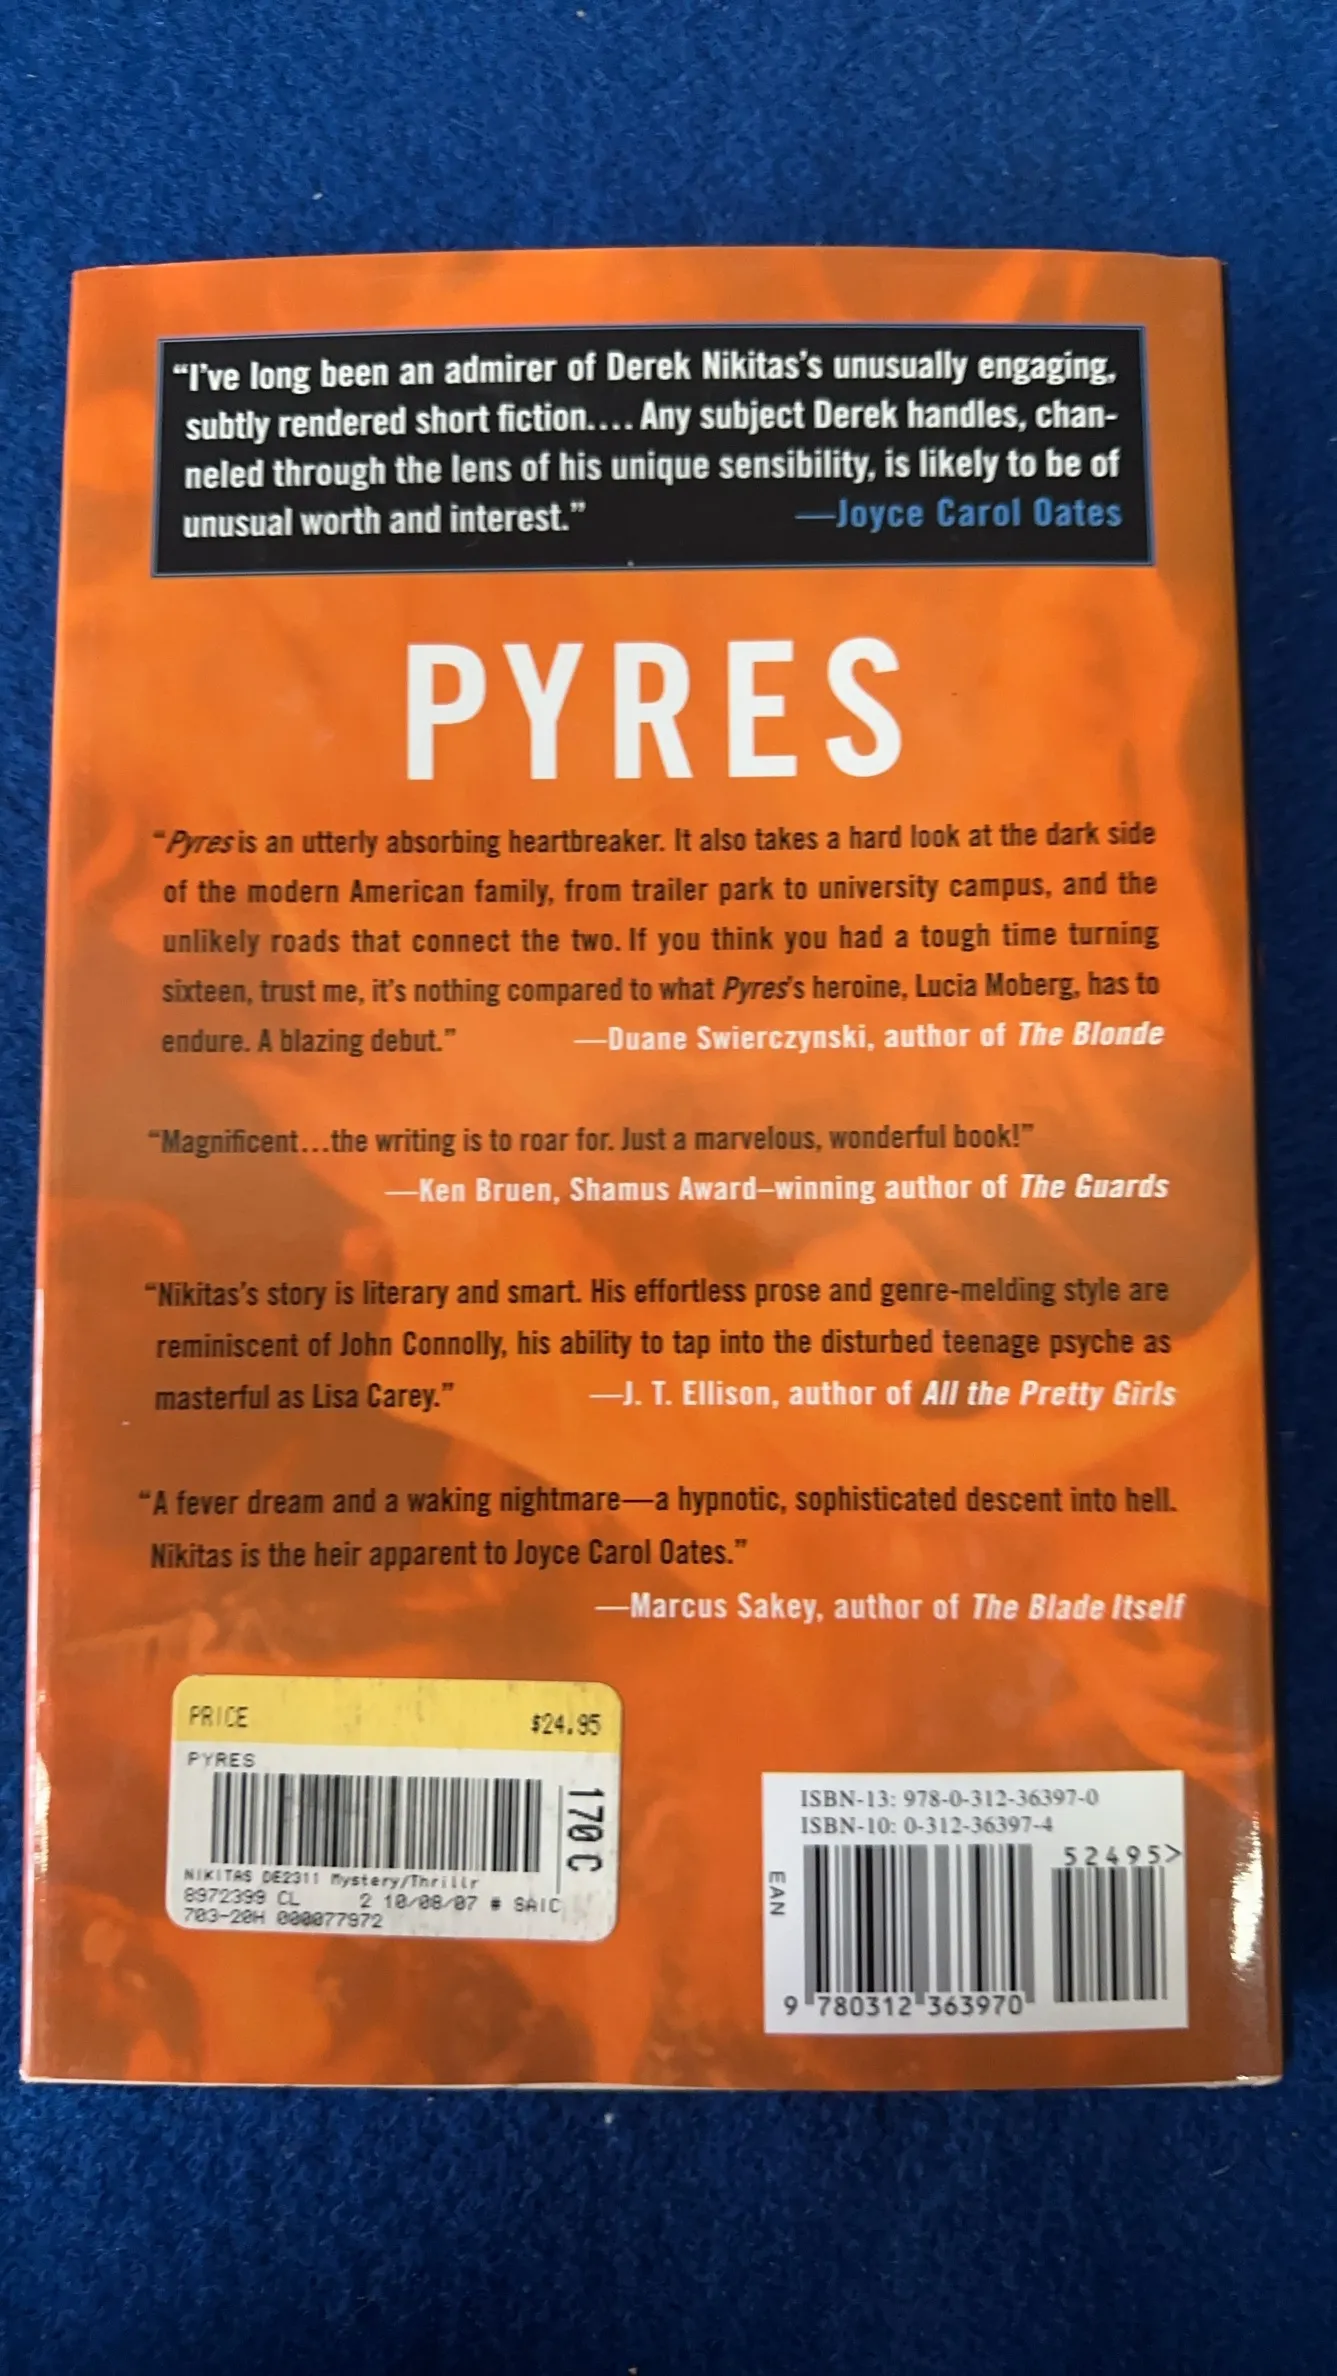 “I’ve long been an admirer of Derek Nikitas’s unusually engaging,
subtly rendered short fiction.... Any subject Derek handles, chan-
neled through the lens of his unique sensibility, is likely to be of
unusual worth and interest.” —Joyce Carol Oates
PYRES
“Pyres is an utterly absorbing heartbreaker. It also takes a hard look at the dark side
of the modern American family, from trailer park to university campus, and the
unlikely roads that connect the two. If you think you had a tough time turning
sixteen, trust me, it’s nothing compared to what Pyres’s heroine, Lucia Moberg, has to
endure. A blazing debut.” —Duane Swierczynski, author of The Blonde
“Magnificent...the writing is to roar for. Just a marvelous, wonderful book!”
—Ken Bruen, Shamus Award–winning author of The Guards
“Nikitas’s story is literary and smart. His effortless prose and genre-melding style are
reminiscent of John Connolly, his ability to tap into the disturbed teenage psyche as
masterful as Lisa Carey.” —J. T. Ellison, author of All the Pretty Girls
“A fever dream and a waking nightmare—a hypnotic, sophisticated descent into hell.
Nikitas is the heir apparent to Joyce Carol Oates.”
—Marcus Sakey, author of The Blade Itself
PRICE $24.95
PYRES
170C
NIKITAS DE2311 Mystery/Thrillr
8972399 CL 2 10/08/07 # SAIC
703-20H 000077972
ISBN-13: 978-0-312-36397-0
ISBN-10: 0-312-36397-4
52495>
EAN
9 780312 363970